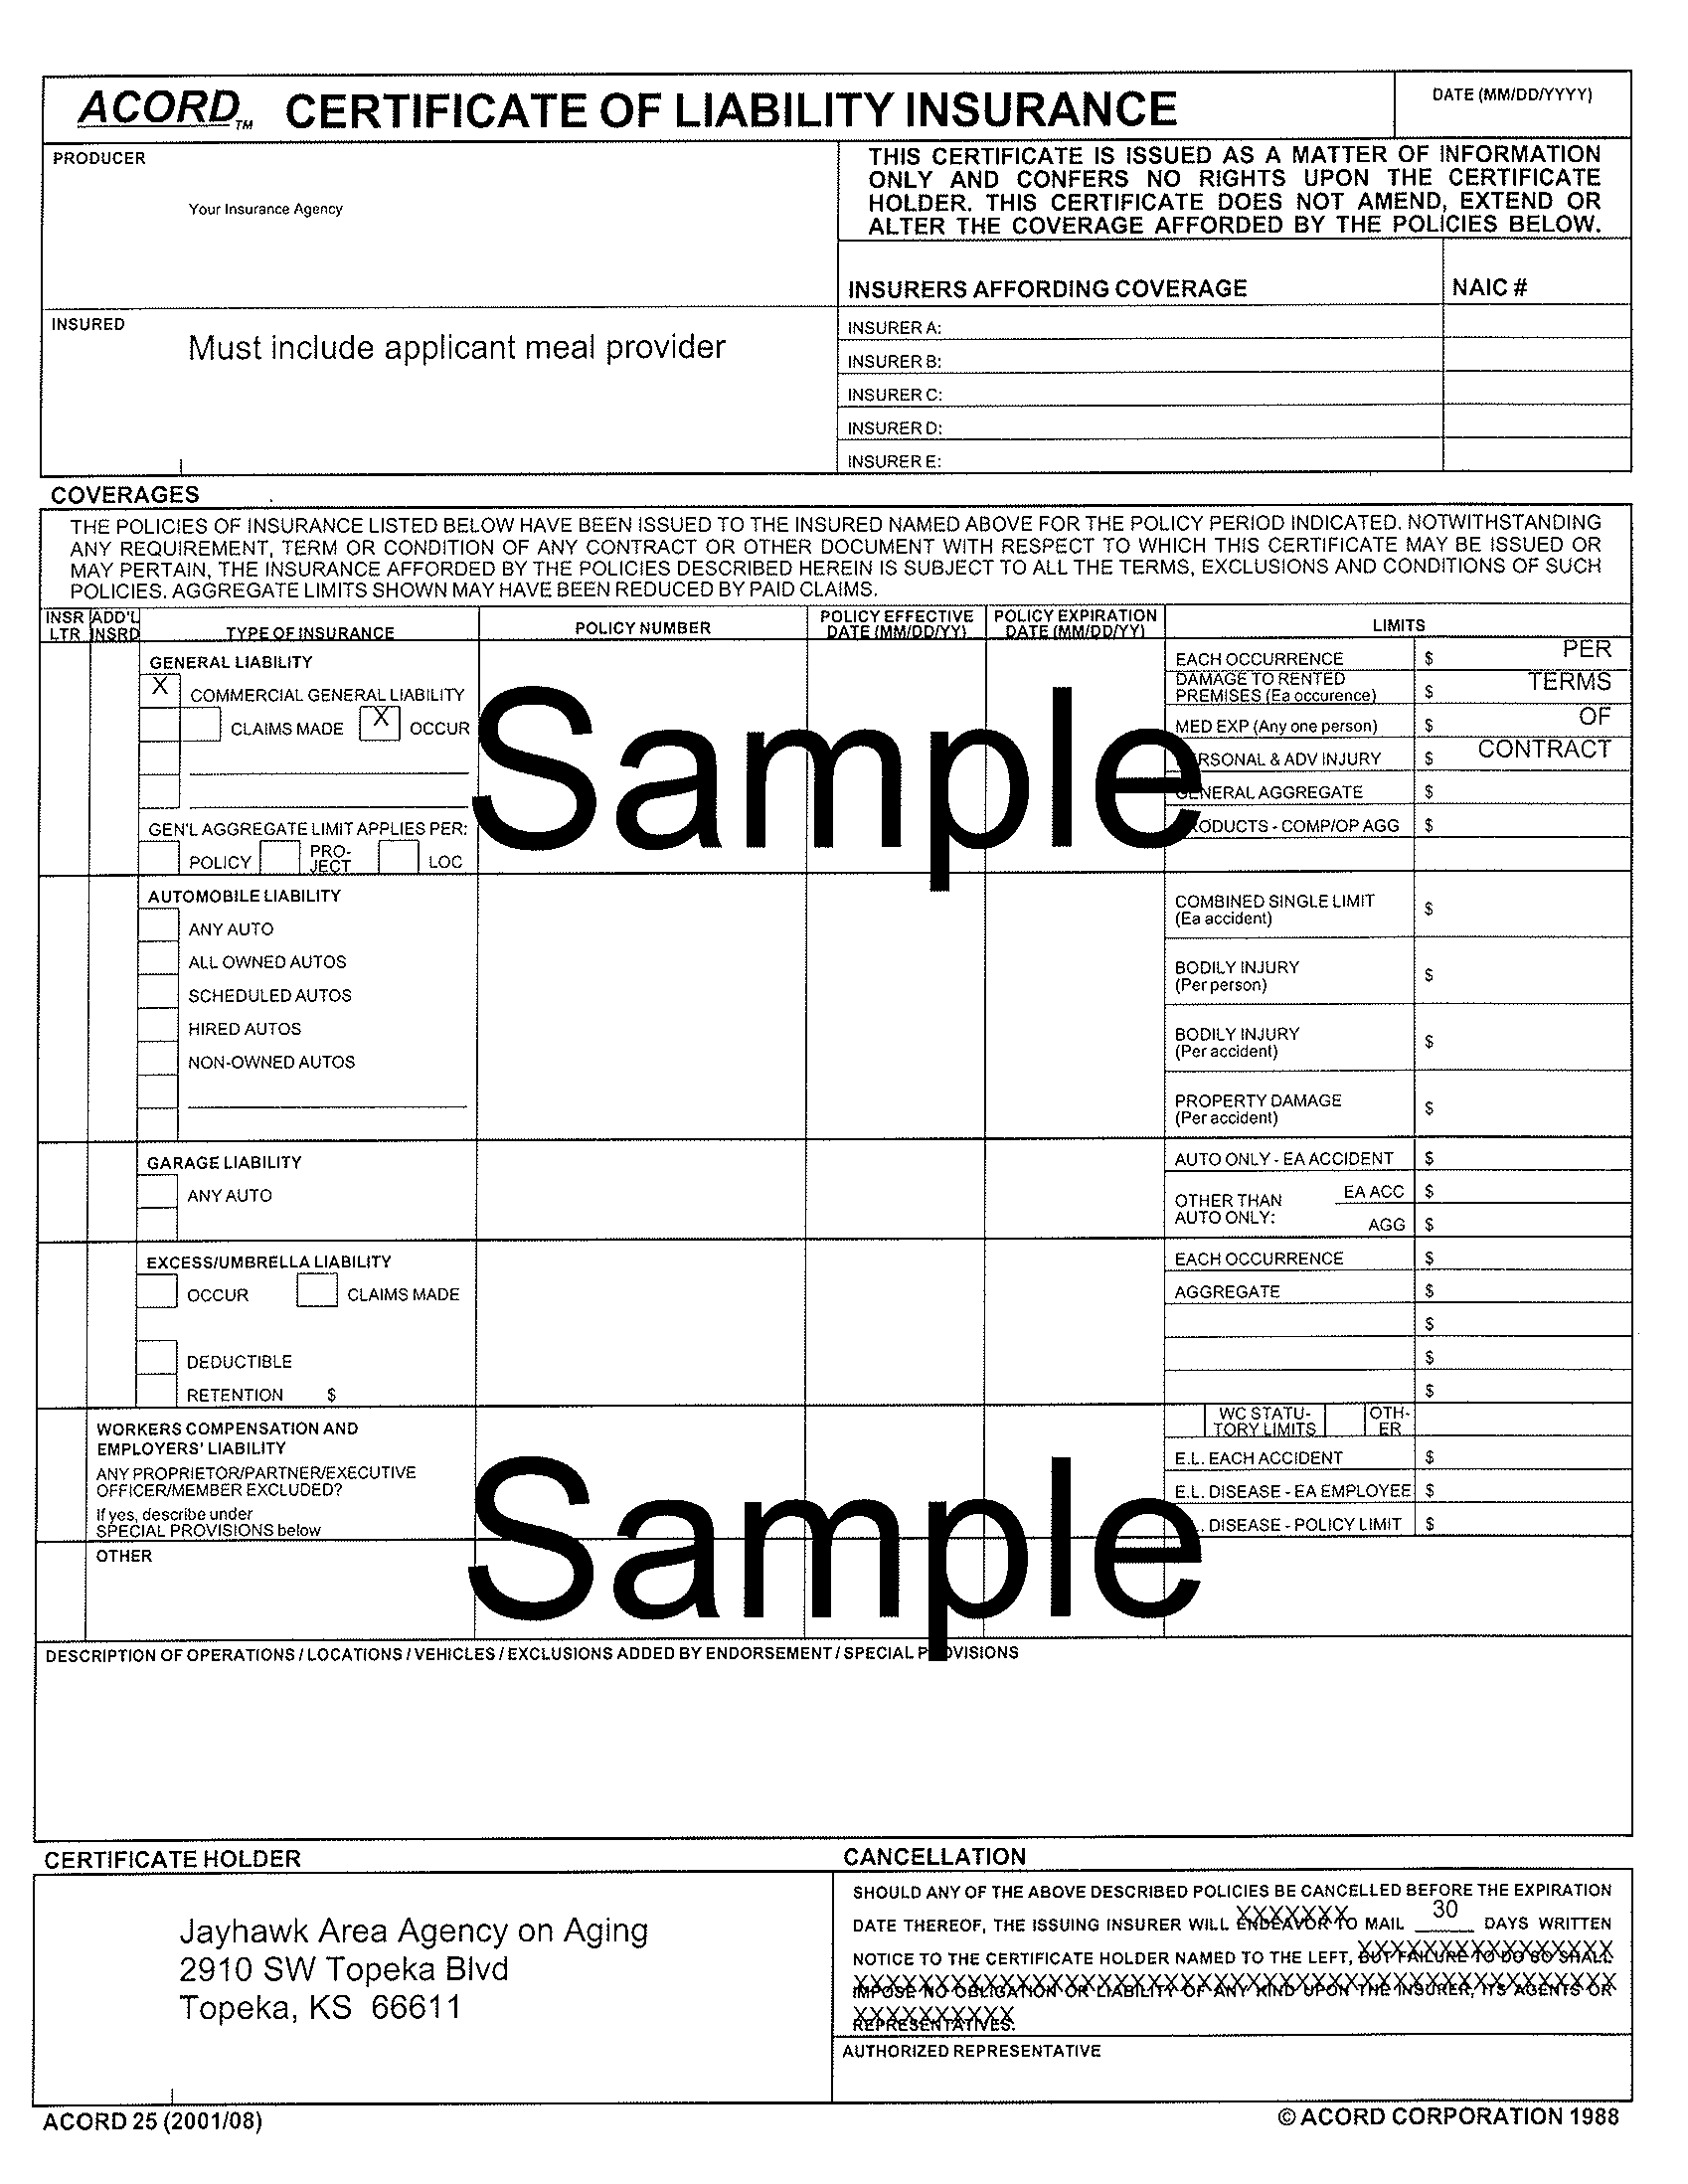 ACORD™ CERTIFICATE OF LIABILITY INSURANCE
DATE (MM/DD/YYYY)
PRODUCER
Your Insurance Agency
THIS CERTIFICATE IS ISSUED AS A MATTER OF INFORMATION
ONLY AND CONFERS NO RIGHTS UPON THE CERTIFICATE
HOLDER. THIS CERTIFICATE DOES NOT AMEND, EXTEND OR
ALTER THE COVERAGE AFFORDED BY THE POLICIES BELOW.
INSURERS AFFORDING COVERAGE
NAIC #
INSURED
Must include applicant meal provider
INSURER A:
INSURER B:
INSURER C:
INSURER D:
INSURER E:
COVERAGES
THE POLICIES OF INSURANCE LISTED BELOW HAVE BEEN ISSUED TO THE INSURED NAMED ABOVE FOR THE POLICY PERIOD INDICATED. NOTWITHSTANDING
ANY REQUIREMENT, TERM OR CONDITION OF ANY CONTRACT OR OTHER DOCUMENT WITH RESPECT TO WHICH THIS CERTIFICATE MAY BE ISSUED OR
MAY PERTAIN, THE INSURANCE AFFORDED BY THE POLICIES DESCRIBED HEREIN IS SUBJECT TO ALL THE TERMS, EXCLUSIONS AND CONDITIONS OF SUCH
POLICIES. AGGREGATE LIMITS SHOWN MAY HAVE BEEN REDUCED BY PAID CLAIMS.
INSR LTR
ADD'L INSRD
TYPE OF INSURANCE
POLICY NUMBER
POLICY EFFECTIVE DATE (MM/DD/YY)
POLICY EXPIRATION DATE (MM/DD/YY)
LIMITS
GENERAL LIABILITY
X COMMERCIAL GENERAL LIABILITY
CLAIMS MADE X OCCUR
GEN'L AGGREGATE LIMIT APPLIES PER:
POLICY PRO-JECT LOC
Sample
EACH OCCURRENCE $ PER
DAMAGE TO RENTED
PREMISES (Ea occurence) $ TERMS
MED EXP (Any one person) $ OF
RSONAL & ADV INJURY $ CONTRACT
GENERAL AGGREGATE $
RODUCTS - COMP/OP AGG $
AUTOMOBILE LIABILITY
ANY AUTO
ALL OWNED AUTOS
SCHEDULED AUTOS
HIRED AUTOS
NON-OWNED AUTOS
COMBINED SINGLE LIMIT
(Ea accident) $
BODILY INJURY
(Per person) $
BODILY INJURY
(Per accident) $
PROPERTY DAMAGE
(Per accident) $
GARAGE LIABILITY
ANY AUTO
AUTO ONLY - EA ACCIDENT $
OTHER THAN
AUTO ONLY:
EA ACC $
AGG $
EXCESS/UMBRELLA LIABILITY
OCCUR CLAIMS MADE
DEDUCTIBLE
RETENTION $
EACH OCCURRENCE $
AGGREGATE $
$
$
$
WORKERS COMPENSATION AND
EMPLOYERS' LIABILITY
ANY PROPRIETOR/PARTNER/EXECUTIVE
OFFICER/MEMBER EXCLUDED?
If yes, describe under
SPECIAL PROVISIONS below
Sample
WC STATU-
TORY LIMITS
OTH-
ER
E.L. EACH ACCIDENT $
E.L. DISEASE - EA EMPLOYEE $
DISEASE - POLICY LIMIT $
OTHER
DESCRIPTION OF OPERATIONS / LOCATIONS / VEHICLES / EXCLUSIONS ADDED BY ENDORSEMENT / SPECIAL PROVISIONS
CERTIFICATE HOLDER
Jayhawk Area Agency on Aging
2910 SW Topeka Blvd
Topeka, KS 66611
CANCELLATION
SHOULD ANY OF THE ABOVE DESCRIBED POLICIES BE CANCELLED BEFORE THE EXPIRATION
DATE THEREOF, THE ISSUING INSURER WILL ENDEAVOR TO MAIL 30 DAYS WRITTEN
NOTICE TO THE CERTIFICATE HOLDER NAMED TO THE LEFT, BUT FAILURE TO DO SO SHALL
IMPOSE NO OBLIGATION OR LIABILITY OF ANY KIND UPON THE INSURER, ITS AGENTS OR
REPRESENTATIVES.
AUTHORIZED REPRESENTATIVE
ACORD 25 (2001/08)
© ACORD CORPORATION 1988